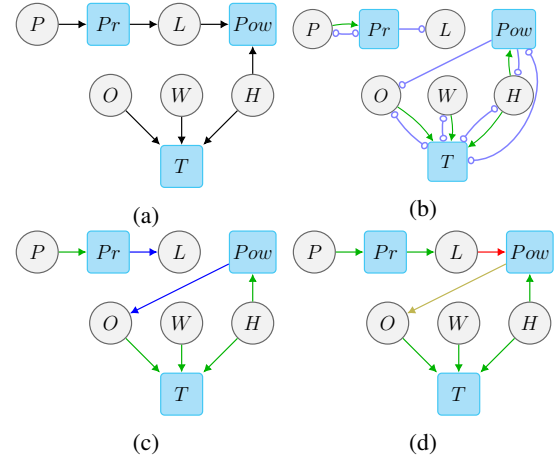 P Pr L Pow
O W H
T
(a)
P Pr L Pow
O W H
T
(b)
P Pr L Pow
O W H
T
(c)
P Pr L Pow
O W H
T
(d)